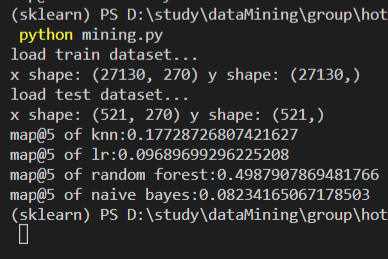 (sklearn) PS D:\study\dataMining\group\hot
python mining.py
load train dataset...
x shape: (27130, 270) y shape: (27130,)
load test dataset...
x shape: (521, 270) y shape: (521,)
map@5 of knn:0.17728726807421627
map@5 of lr:0.09689699296225208
map@5 of random forest:0.4987907869481766
map@5 of naive bayes:0.08234165067178503
(sklearn) PS D:\study\dataMining\group\hot